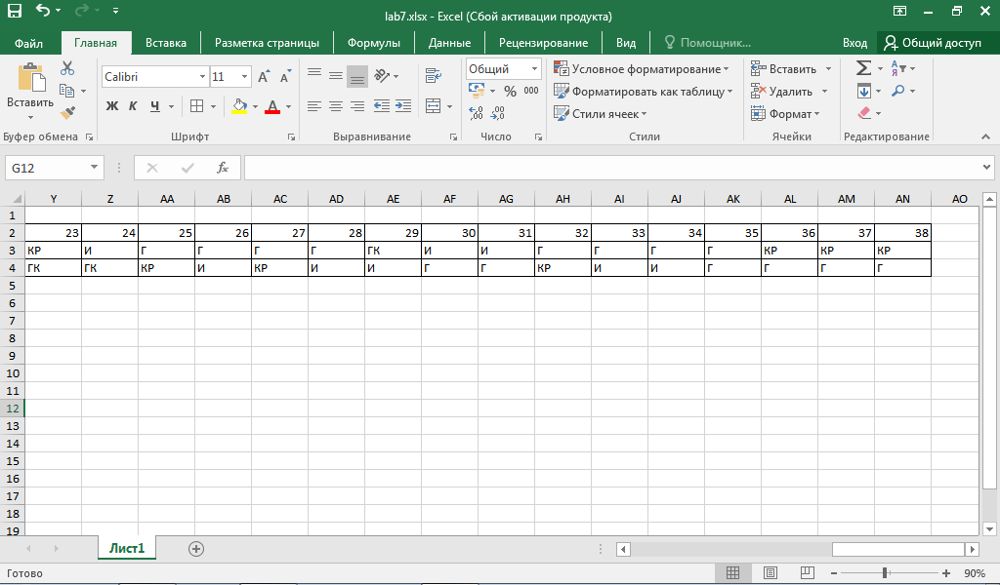 lab7.xlsx - Excel (Сбой активации продукта)
Файл Главная Вставка Разметка страницы Формулы Данные Рецензирование Вид Помощник... Вход Общий доступ
Calibri 11 Общий Условное форматирование Вставить
Вставить Ж К Ч А % 000 Форматировать как таблицу Удалить
Стили ячеек Формат
Буфер обмена Шрифт Выравнивание Число Стили Ячейки Редактирование
G12 fx
Y Z AA AB AC AD AE AF AG AH AI AJ AK AL AM AN AO
1
2 23 24 25 26 27 28 29 30 31 32 33 34 35 36 37 38
3 КР И Г Г Г Г ГК И И Г Г Г Г КР КР КР
4 ГК ГК КР И КР И И Г Г КР И И Г Г Г Г
5
6
7
8
9
10
11
12
13
14
15
16
17
18
19
Лист1
Готово 90%